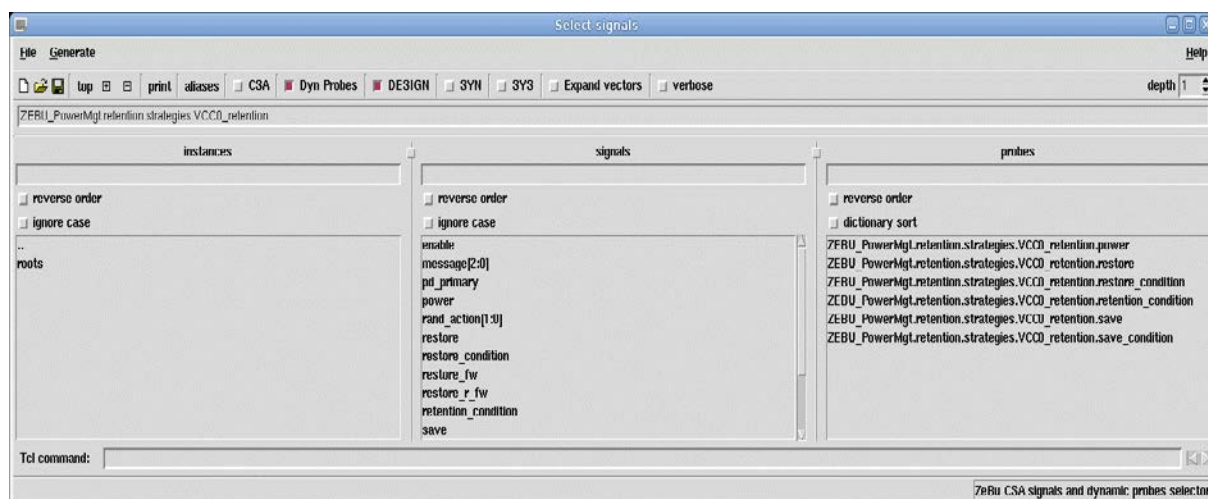 Select signals
File Generate Help
top print aliases C3A Dyn Probes DESIGN 3YN 3Y3 Expand vectors verbose depth 1
ZEBU_PowerMgt.retention.strategies.VCC0_retention
instances signals probes
reverse order reverse order reverse order
ignore case ignore case dictionary sort
..
roots
enable
message[2:0]
pd_primary
power
rand_action[1:0]
restore
restore_condition
restore_fw
restore_r_fw
retention_condition
save
ZEBU_PowerMgt.retention.strategies.VCC0_retention.power
ZEBU_PowerMgt.retention.strategies.VCC0_retention.restore
ZEBU_PowerMgt.retention.strategies.VCC0_retention.restore_condition
ZEBU_PowerMgt.retention.strategies.VCC0_retention.retention_condition
ZEBU_PowerMgt.retention.strategies.VCC0_retention.save
ZEBU_PowerMgt.retention.strategies.VCC0_retention.save_condition
Tcl command:
ZeBu CSA signals and dynamic probes selector